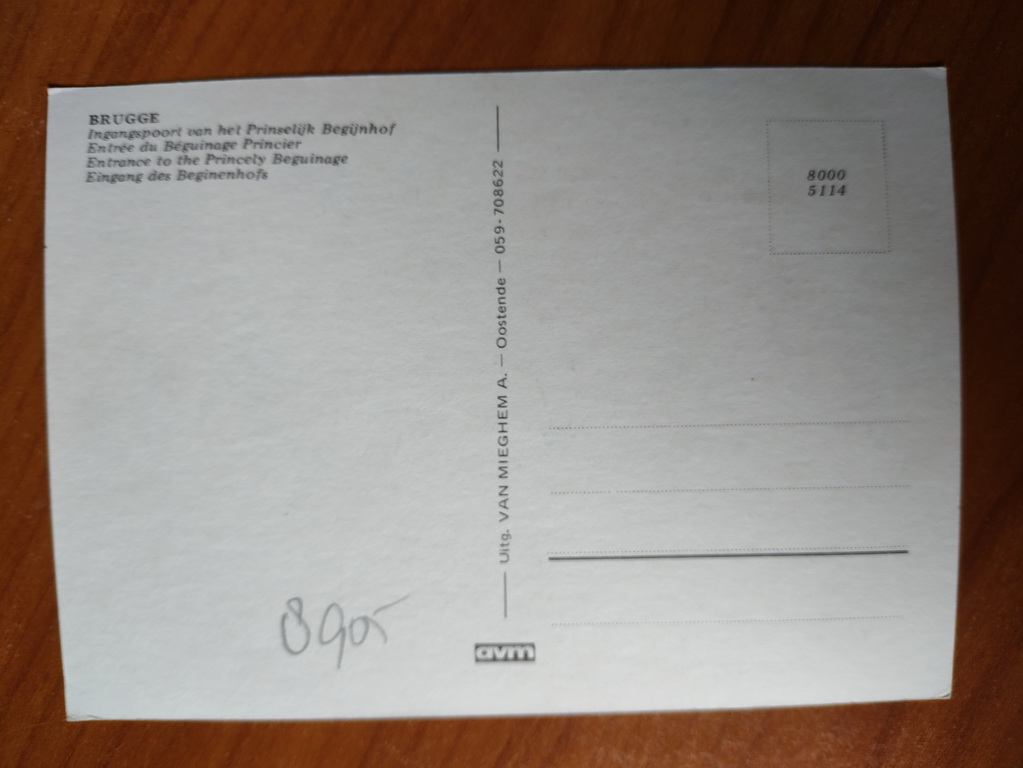 BRUGGE
Ingangspoort van het Prinselijk Begijnhof
Entrée du Béguinage Princier
Entrance to the Princely Beguinage
Eingang des Beginenhofs
8000
5114
Uitg. VAN MIEGHEM A. — Oostende — 059-708622
avm